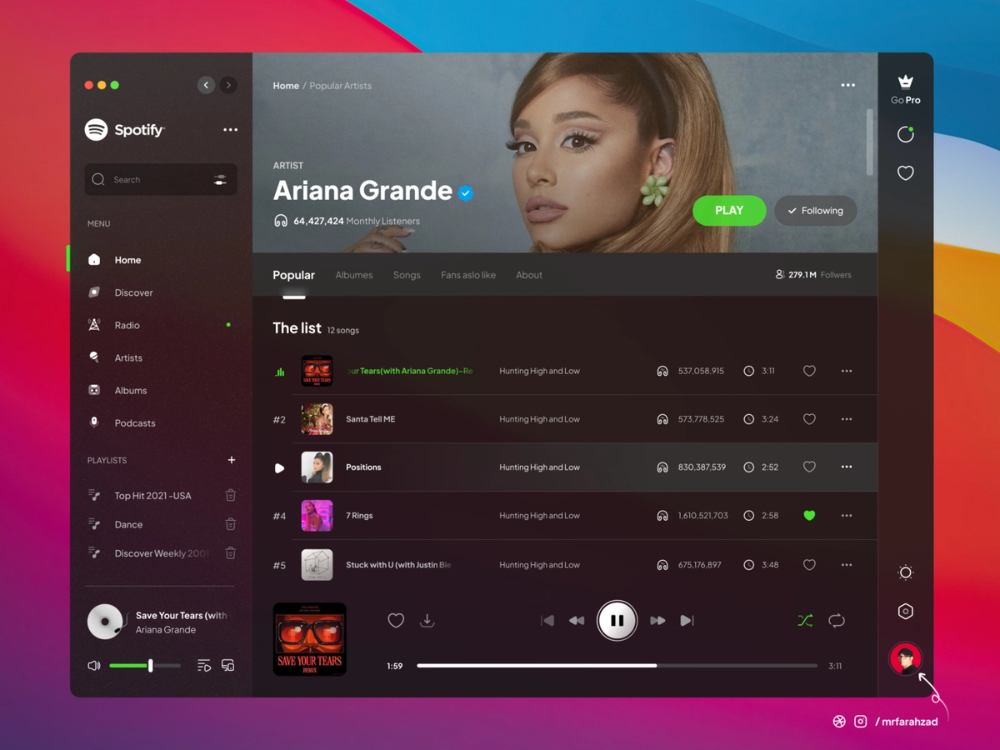 Spotify
Search
MENU
Home
Discover
Radio
Artists
Albums
Podcasts
PLAYLISTS +
Top Hit 2021 -USA
Dance
Discover Weekly 200
Save Your Tears (with
Ariana Grande
Home / Popular Artists
ARTIST
Ariana Grande
64,427,424 Monthly Listeners
PLAY
Following
Popular Albumes Songs Fans aslo like About
279.1 M Follwers
The list 12 songs
our Tears(with Ariana Grande)-Re Hunting High and Low 537,058,915 3:11
#2 Santa Tell ME Hunting High and Low 573,778,525 3:24
Positions Hunting High and Low 830,387,539 2:52
#4 7 Rings Hunting High and Low 1,610,521,703 2:58
#5 Stuck with U (with Justin Bie Hunting High and Low 675,176,897 3:48
SAVE YOUR TEARS
REMIX
1:59
3:11
Go Pro
/ mrfarahzad